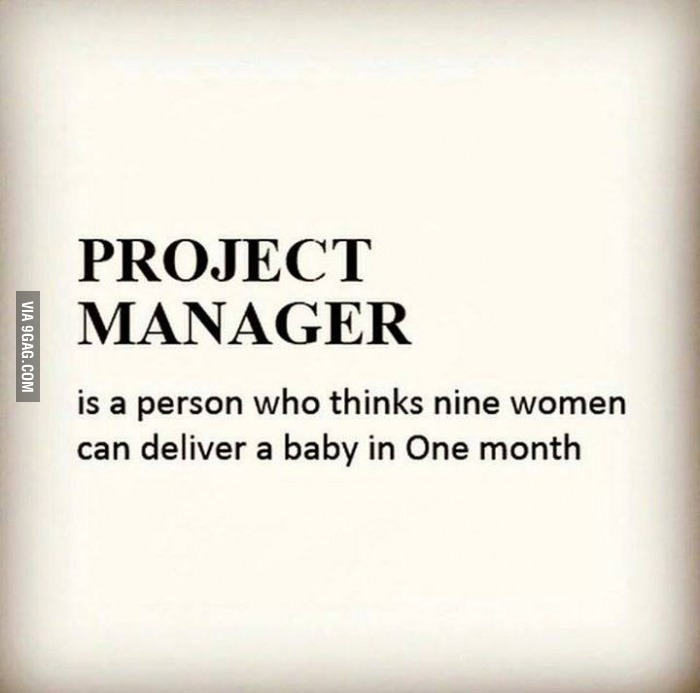 PROJECT
MANAGER
is a person who thinks nine women
can deliver a baby in One month
VIA 9GAG.COM